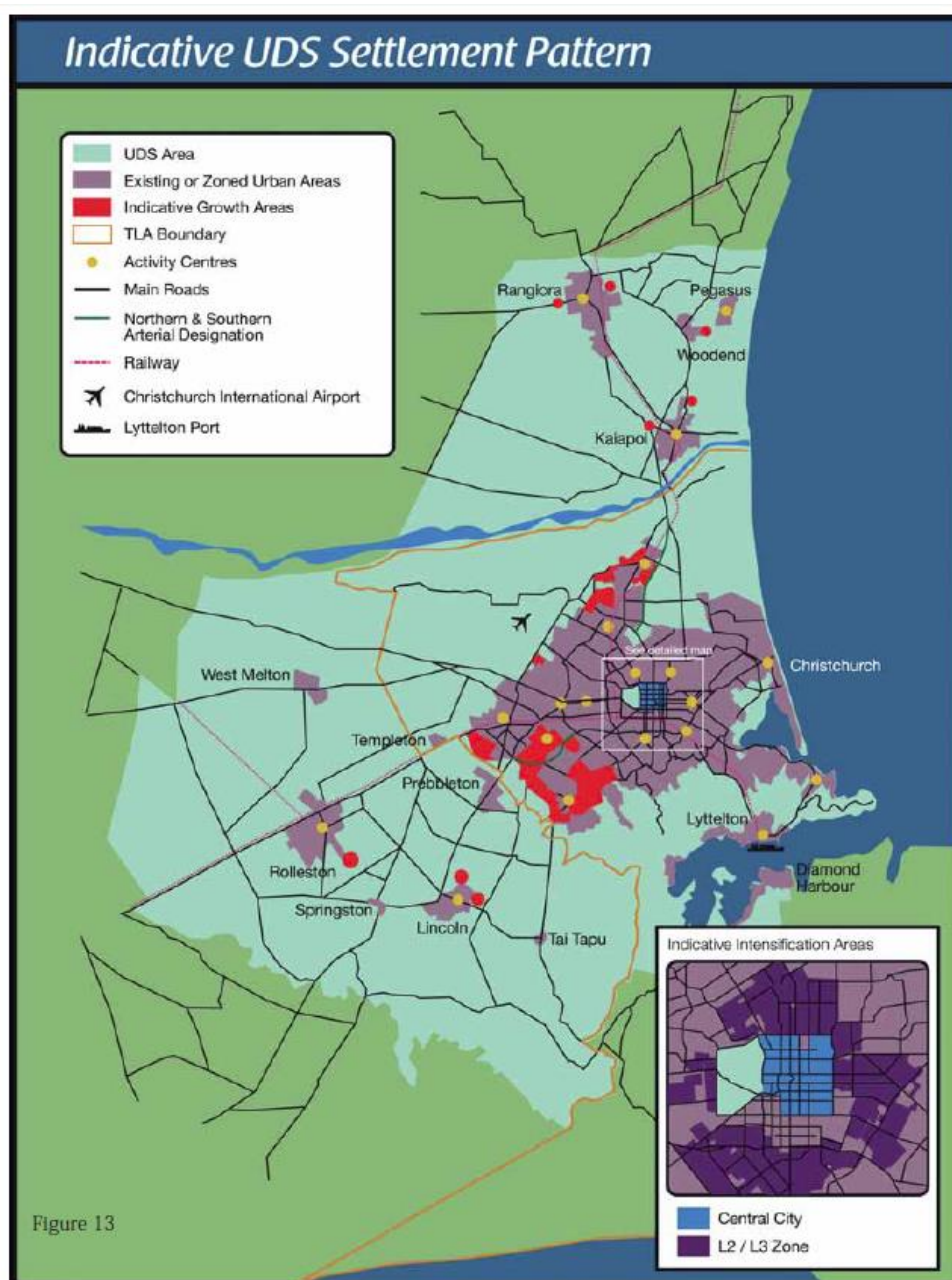 Indicative UDS Settlement Pattern
UDS Area
Existing or Zoned Urban Areas
Indicative Growth Areas
TLA Boundary
Activity Centres
Main Roads
Northern & Southern
Arterial Designation
Railway
Christchurch International Airport
Lyttelton Port
Rangiora
Pegasus
Woodend
Kaiapoi
See detailed map
Christchurch
West Melton
Templeton
Prebbleton
Lyttelton
Rolleston
Diamond
Harbour
Springston
Lincoln
Tai Tapu
Indicative Intensification Areas
Central City
L2 / L3 Zone
Figure 13